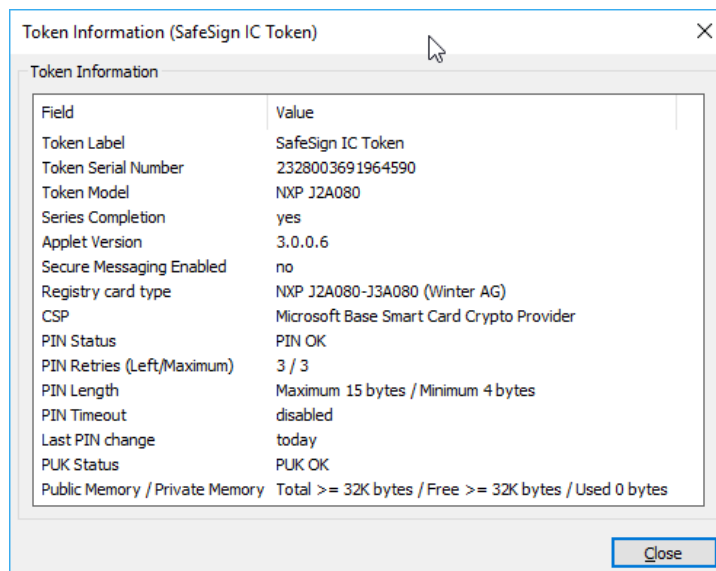 Token Information (SafeSign IC Token)
Token Information
Field Value
Token Label SafeSign IC Token
Token Serial Number 2328003691964590
Token Model NXP J2A080
Series Completion yes
Applet Version 3.0.0.6
Secure Messaging Enabled no
Registry card type NXP J2A080-J3A080 (Winter AG)
CSP Microsoft Base Smart Card Crypto Provider
PIN Status PIN OK
PIN Retries (Left/Maximum) 3 / 3
PIN Length Maximum 15 bytes / Minimum 4 bytes
PIN Timeout disabled
Last PIN change today
PUK Status PUK OK
Public Memory / Private Memory Total >= 32K bytes / Free >= 32K bytes / Used 0 bytes
Close